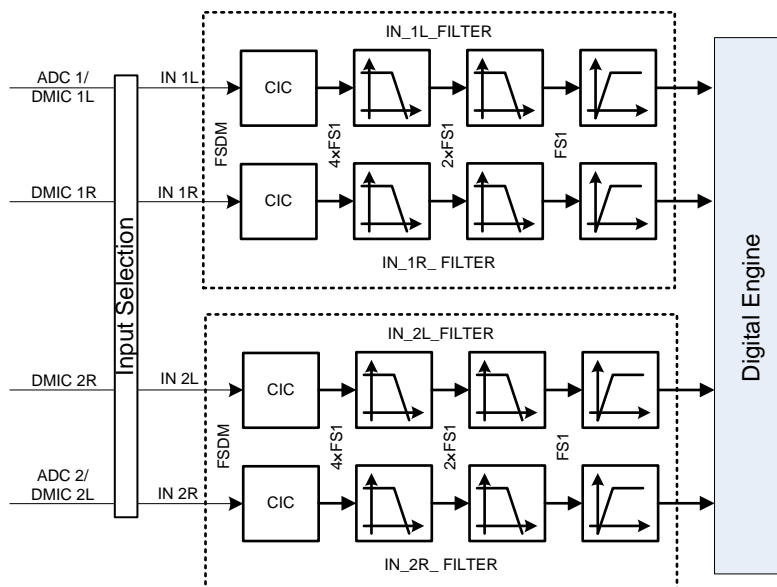 IN_1L_FILTER
ADC 1/
DMIC 1L
IN 1L
CIC
FSDM
4xFS1
2xFS1
FS1
DMIC 1R
IN 1R
CIC
IN_1R_ FILTER
Input Selection
Digital Engine
IN_2L_FILTER
DMIC 2R
IN 2L
CIC
FSDM
4xFS1
2xFS1
FS1
ADC 2/
DMIC 2L
IN 2R
CIC
IN_2R_ FILTER